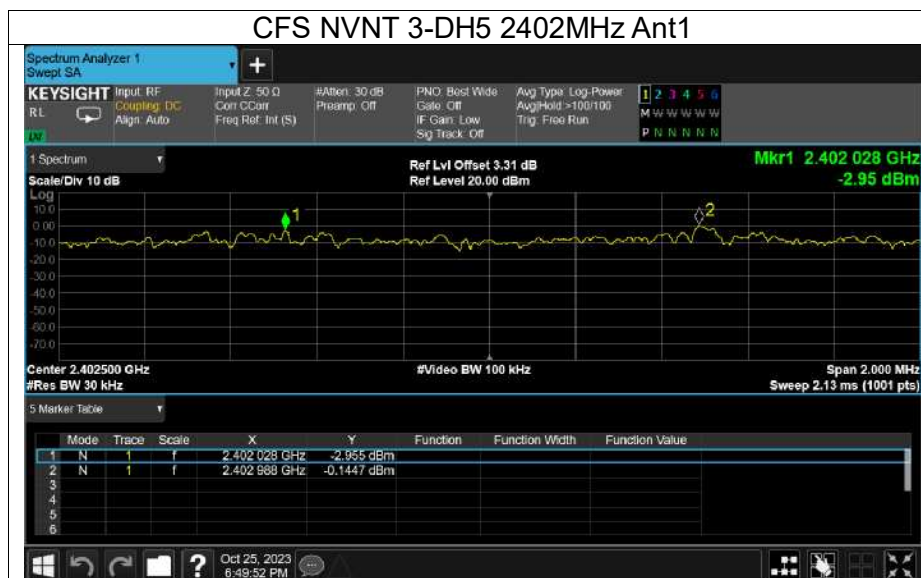 CFS NVNT 3-DH5 2402MHz Ant1
Spectrum Analyzer 1
Swept SA
+
KEYSIGHT
RL
Input: RF
Coupling: DC
Align: Auto
Input Z: 50 Ω
Corr CCorr
Freq Ref: Int (S)
#Atten: 30 dB
Preamp: Off
PNO: Best Wide
Gate: Off
IF Gain: Low
Sig Track: Off
Avg Type: Log-Power
Avg|Hold:>100/100
Trig: Free Run
1 2 3 4 5 6
M W W W W W
P N N N N N
1 Spectrum
Scale/Div 10 dB
Ref Lvl Offset 3.31 dB
Ref Level 20.00 dBm
Mkr1 2.402 028 GHz
-2.95 dBm
Log
10.0
0.00
-10.0
-20.0
-30.0
-40.0
-50.0
-60.0
-70.0
1
2
Center 2.402500 GHz
#Res BW 30 kHz
#Video BW 100 kHz
Span 2.000 MHz
Sweep 2.13 ms (1001 pts)
5 Marker Table
Mode Trace Scale X Y Function Function Width Function Value
1 N 1 f 2.402 028 GHz -2.955 dBm
2 N 1 f 2.402 988 GHz -0.1447 dBm
3
4
5
6
?
Oct 25, 2023
6:49:52 PM